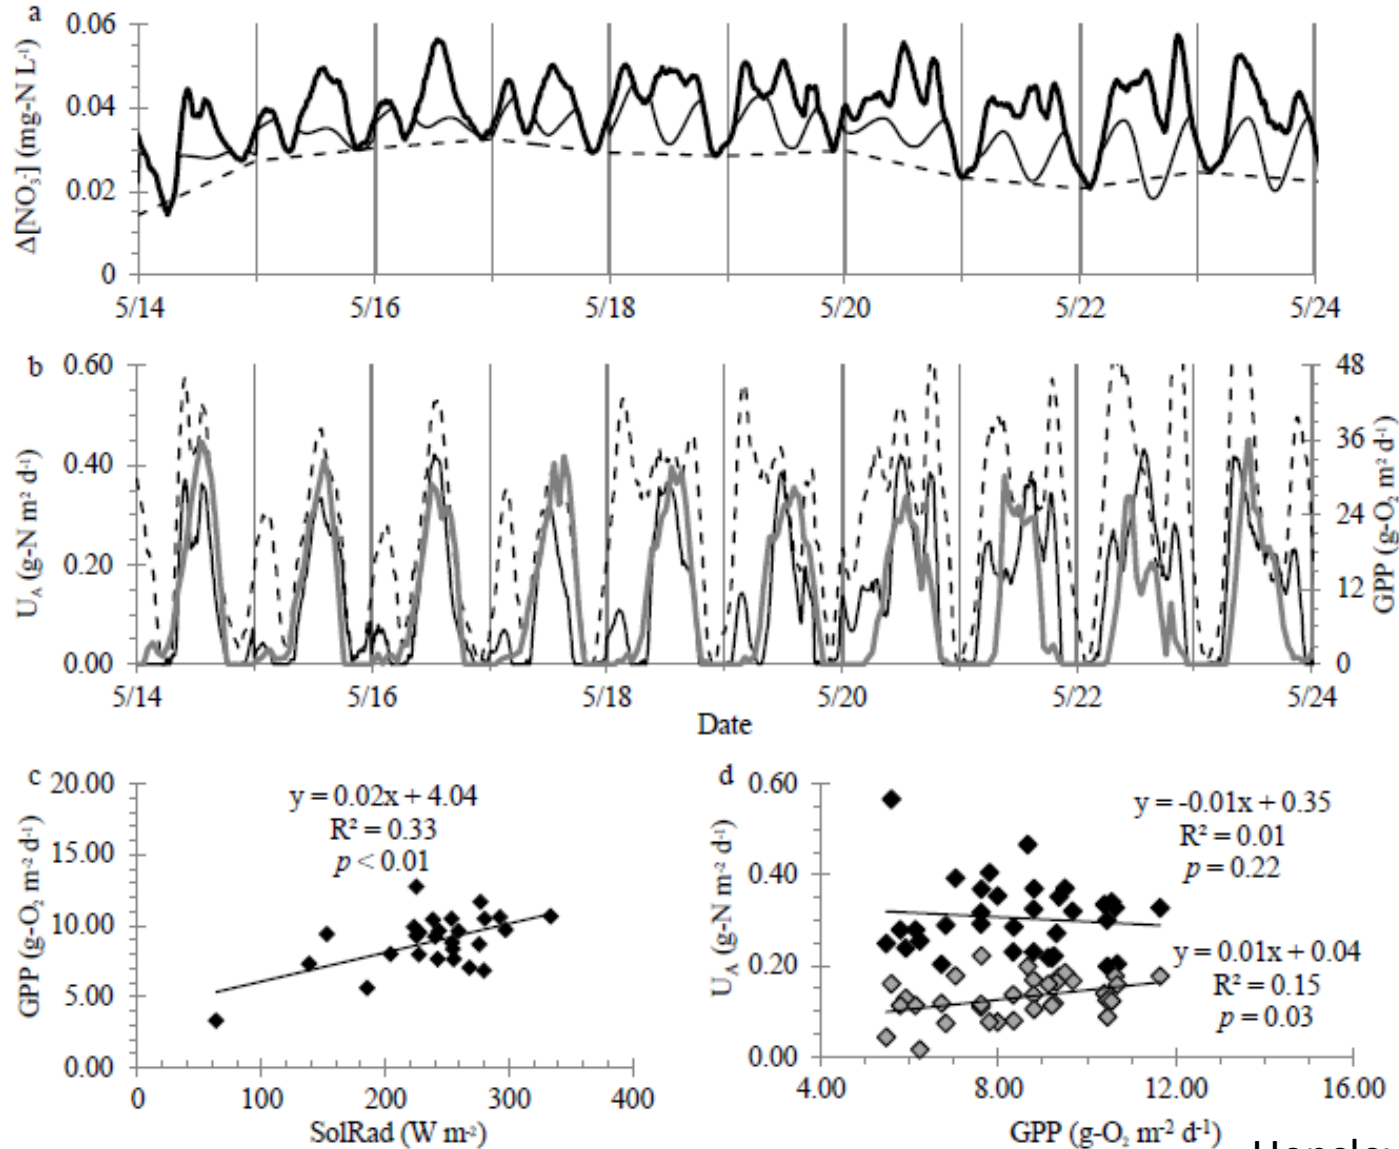 a
0.06
0.04
0.02
0
Δ[NO₃⁻] (mg-N L⁻¹)
5/14 5/16 5/18 5/20 5/22 5/24
b
0.60 48
0.40 36
24
0.20 12
0.00 0
U_A (g-N m² d⁻¹)
GPP (g-O₂ m² d⁻¹)
5/14 5/16 5/18 5/20 5/22 5/24
Date
c
20.00
15.00
10.00
5.00
0.00
GPP (g-O₂ m⁻² d⁻¹)
y = 0.02x + 4.04
R² = 0.33
p < 0.01
0 100 200 300 400
SolRad (W m⁻²)
d
0.60
0.40
0.20
0.00
U_A (g-N m⁻² d⁻¹)
y = -0.01x + 0.35
R² = 0.01
p = 0.22
y = 0.01x + 0.04
R² = 0.15
p = 0.03
4.00 8.00 12.00 16.00
GPP (g-O₂ m⁻² d⁻¹)